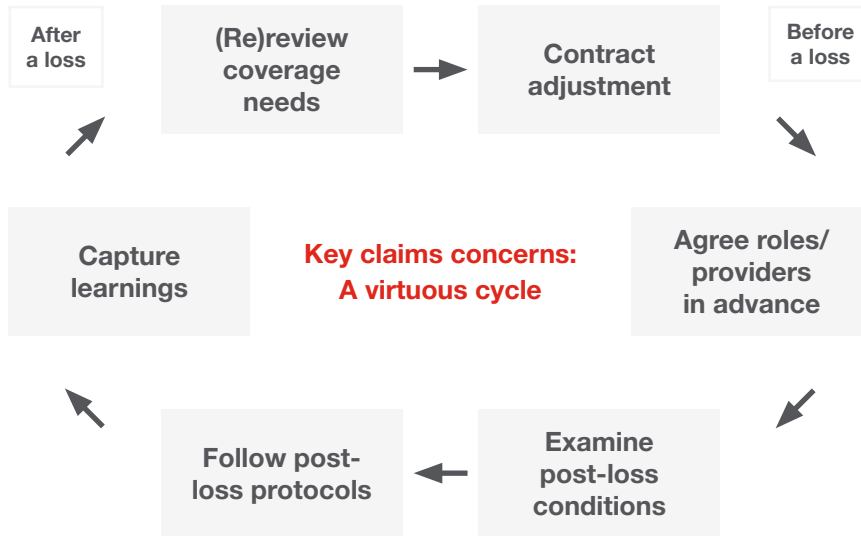 After
a loss
(Re)review
coverage
needs
Contract
adjustment
Before
a loss
Capture
learnings
Key claims concerns:
A virtuous cycle
Agree roles/
providers
in advance
Follow post-
loss protocols
Examine
post-loss
conditions